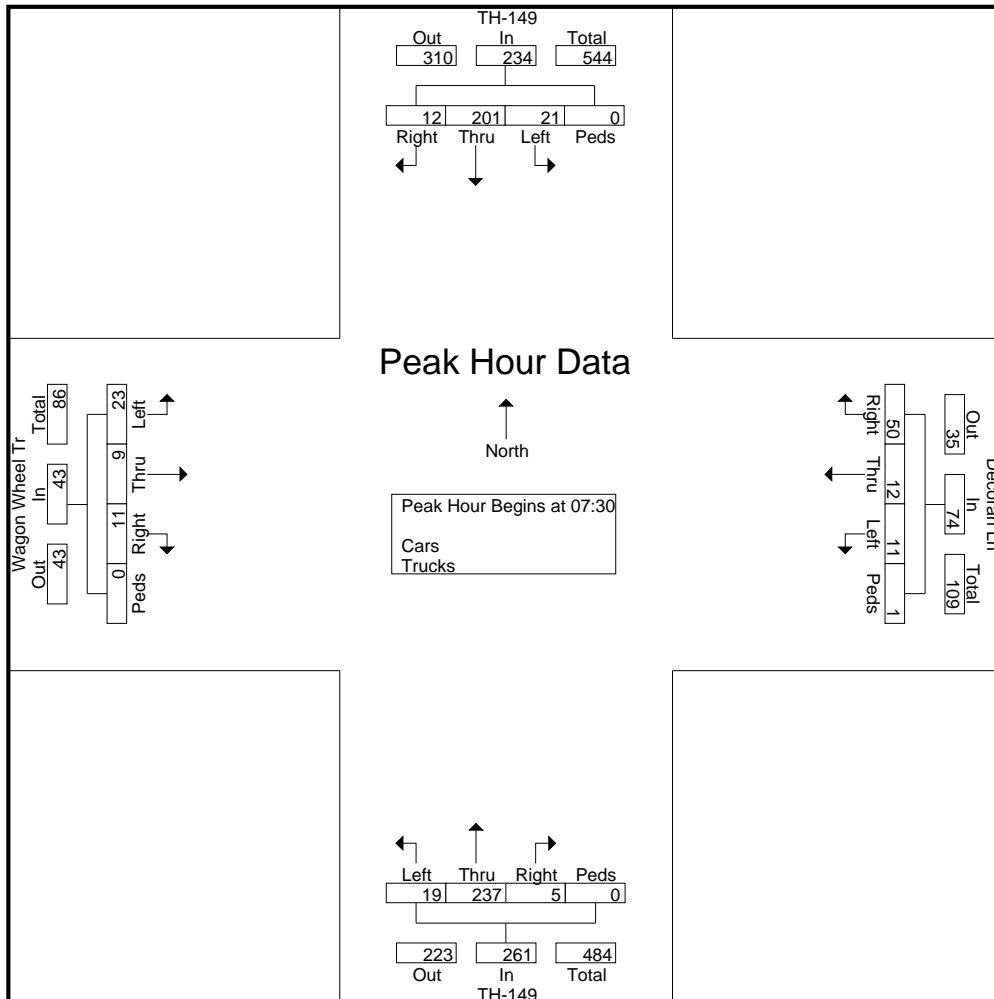 TH-149
Out In Total
310 234 544
12 201 21 0
Right Thru Left Peds
Peak Hour Data
North
Peak Hour Begins at 07:30
Cars
Trucks
Wagon Wheel Tr
Out In Total
43 43 86
23 9 11 0
Left Thru Right Peds
Out In Total
35 74 109
50 12 11 1
Right Thru Left Peds
Left Thru Right Peds
19 237 5 0
223 261 484
Out In Total
TH-149